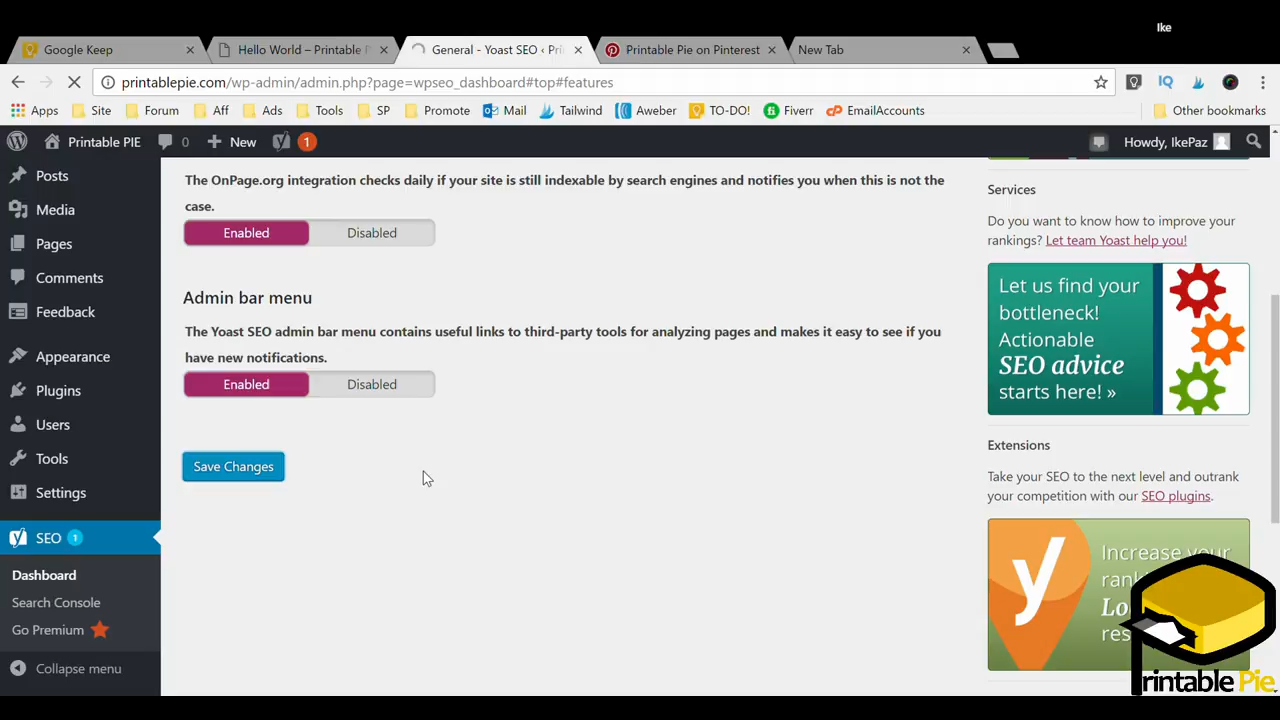 Ike
Google Keep
Hello World – Printable P
General - Yoast SEO ‹ Pri
Printable Pie on Pinterest
New Tab
printablepie.com/wp-admin/admin.php?page=wpseo_dashboard#top#features
Apps
Site
Forum
Aff
Ads
Tools
SP
Promote
Mail
Tailwind
Aweber
TO-DO!
Fiverr
EmailAccounts
Other bookmarks
Printable PIE
0
New
1
Howdy, IkePaz
Posts
Media
Pages
Comments
Feedback
Appearance
Plugins
Users
Tools
Settings
SEO 1
Dashboard
Search Console
Go Premium
Collapse menu
The OnPage.org integration checks daily if your site is still indexable by search engines and notifies you when this is not the
case.
Enabled Disabled
Admin bar menu
The Yoast SEO admin bar menu contains useful links to third-party tools for analyzing pages and makes it easy to see if you
have new notifications.
Enabled Disabled
Save Changes
Services
Do you want to know how to improve your
rankings? Let team Yoast help you!
Let us find your
bottleneck!
Actionable
SEO advice
starts here! »
Extensions
Take your SEO to the next level and outrank
your competition with our SEO plugins.
y
Increase your
Printable Pie